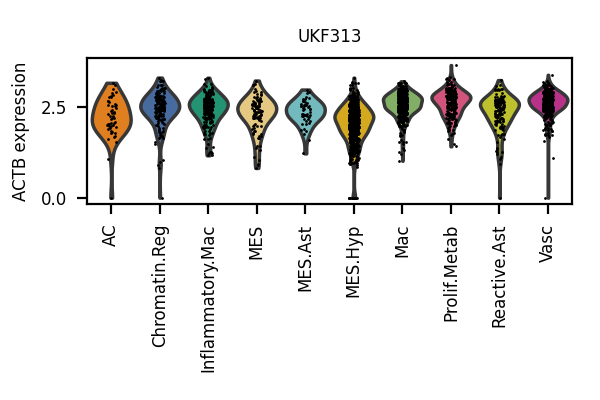 UKF313
ACTB expression
2.5
0.0
AC
Chromatin.Reg
Inflammatory.Mac
MES
MES.Ast
MES.Hyp
Mac
Prolif.Metab
Reactive.Ast
Vasc